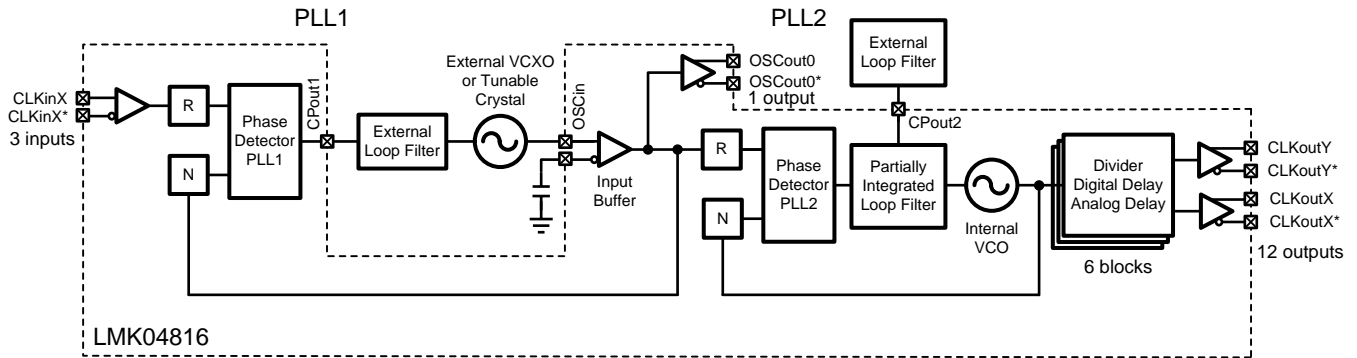 PLL1
PLL2
CLKinX
CLKinX*
3 inputs
R
N
Phase
Detector
PLL1
CPout1
External
Loop Filter
External VCXO
or Tunable
Crystal
OSCin
Input
Buffer
OSCout0
OSCout0*
1 output
External
Loop Filter
CPout2
R
N
Phase
Detector
PLL2
Partially
Integrated
Loop Filter
Internal
VCO
Divider
Digital Delay
Analog Delay
6 blocks
CLKoutY
CLKoutY*
CLKoutX
CLKoutX*
12 outputs
LMK04816